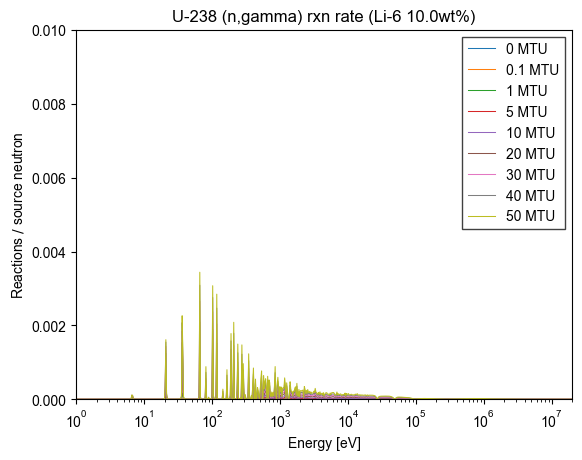 U-238 (n,gamma) rxn rate (Li-6 10.0wt%)
Reactions / source neutron
0.010
0.008
0.006
0.004
0.002
0.000
0 MTU
0.1 MTU
1 MTU
5 MTU
10 MTU
20 MTU
30 MTU
40 MTU
50 MTU
10⁰ 10¹ 10² 10³ 10⁴ 10⁵ 10⁶ 10⁷
Energy [eV]